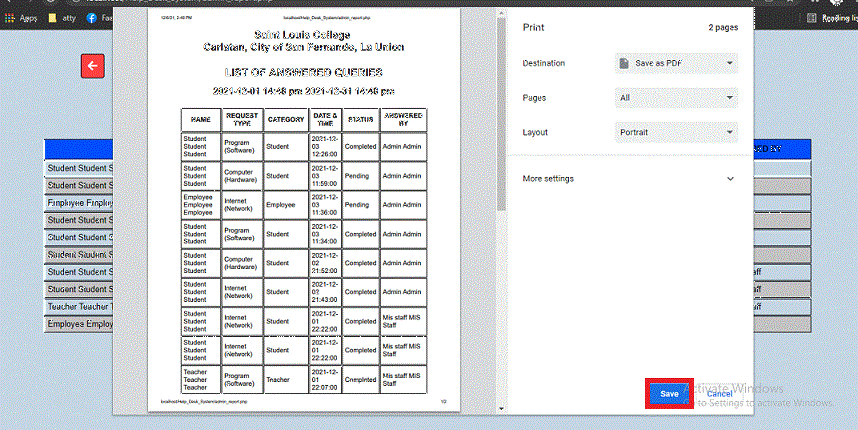 Apps
atty
Reading lis
12/6/21, 2:48 PM
localhost/Help_Desk_System/admin_report.php
Saint Louis College
Carlatan, City of San Fernando, La Union
LIST OF ANSWERED QUERIES
2021-12-01 14:48 pm 2021-12-31 14:48 pm
NAME REQUEST TYPE CATEGORY DATE & TIME STATUS ANSWERED BY
Student Student Student Program (Software) Student 2021-12-03 12:26:00 Completed Admin Admin
Student Student Student Computer (Hardware) Student 2021-12-03 11:59:00 Pending Admin Admin
Employee Employee Employee Internet (Network) Employee 2021-12-03 11:36:00 Pending Admin Admin
Student Student Student Program (Software) Student 2021-12-03 11:34:00 Completed Admin Admin
Student Student Student Computer (Hardware) Student 2021-12-02 21:52:00 Completed Admin Admin
Student Student Student Internet (Network) Student 2021-12-02 21:43:00 Completed Admin Admin
Student Student Student Internet (Network) Student 2021-12-01 22:22:00 Completed Mis staff MIS Staff
Student Student Student Internet (Network) Student 2021-12-01 22:22:00 Completed Mis staff MIS Staff
Teacher Teacher Teacher Program (Software) Teacher 2021-12-01 22:07:00 Completed Mis staff MIS Staff
localhost/Help_Desk_System/admin_report.php
1/2
Print
2 pages
Destination
Save as PDF
Pages
All
Layout
Portrait
More settings
Save
Cancel
Activate Windows
Go to Settings to activate Windows.
Student Student S
Student Student S
Employee Employ
Student Student S
Student Student S
Student Student S
Student Student S
Student Student S
Teacher Teacher T
Employee Employ